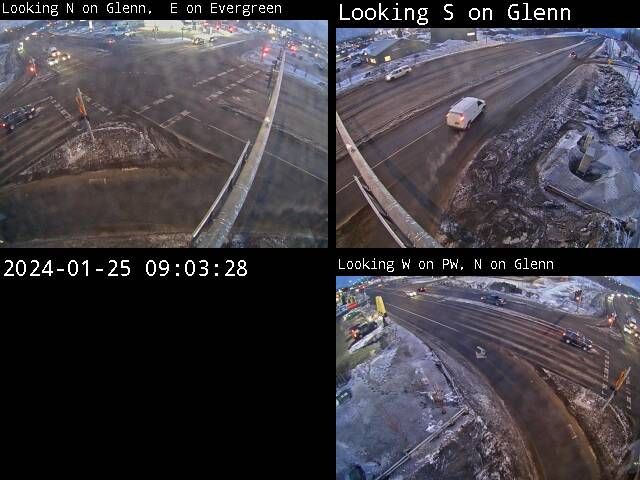 Looking N on Glenn,  E on Evergreen
Looking S on Glenn
2024-01-25 09:03:28
Looking W on PW, N on Glenn